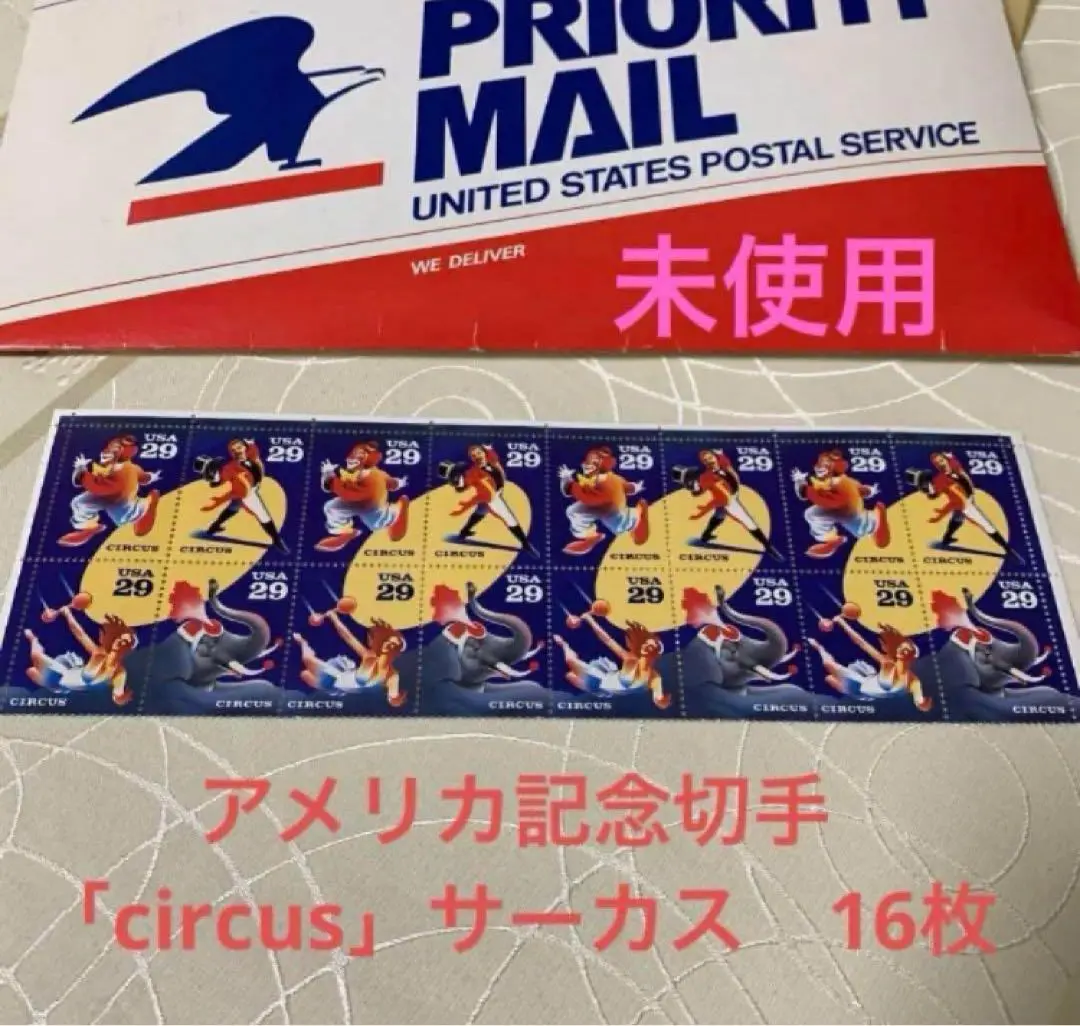 PRIORITY
MAIL
UNITED STATES POSTAL SERVICE
WE DELIVER
未使用
USA 29 USA 29 USA 29 USA 29 USA 29 USA 29 USA 29 USA 29
CIRCUS CIRCUS CIRCUS CIRCUS CIRCUS CIRCUS CIRCUS CIRCUS
USA 29 USA 29 USA 29 USA 29 USA 29 USA 29 USA 29 USA 29
CIRCUS CIRCUS CIRCUS CIRCUS CIRCUS CIRCUS CIRCUS CIRCUS
アメリカ記念切手
「circus」サーカス 16枚